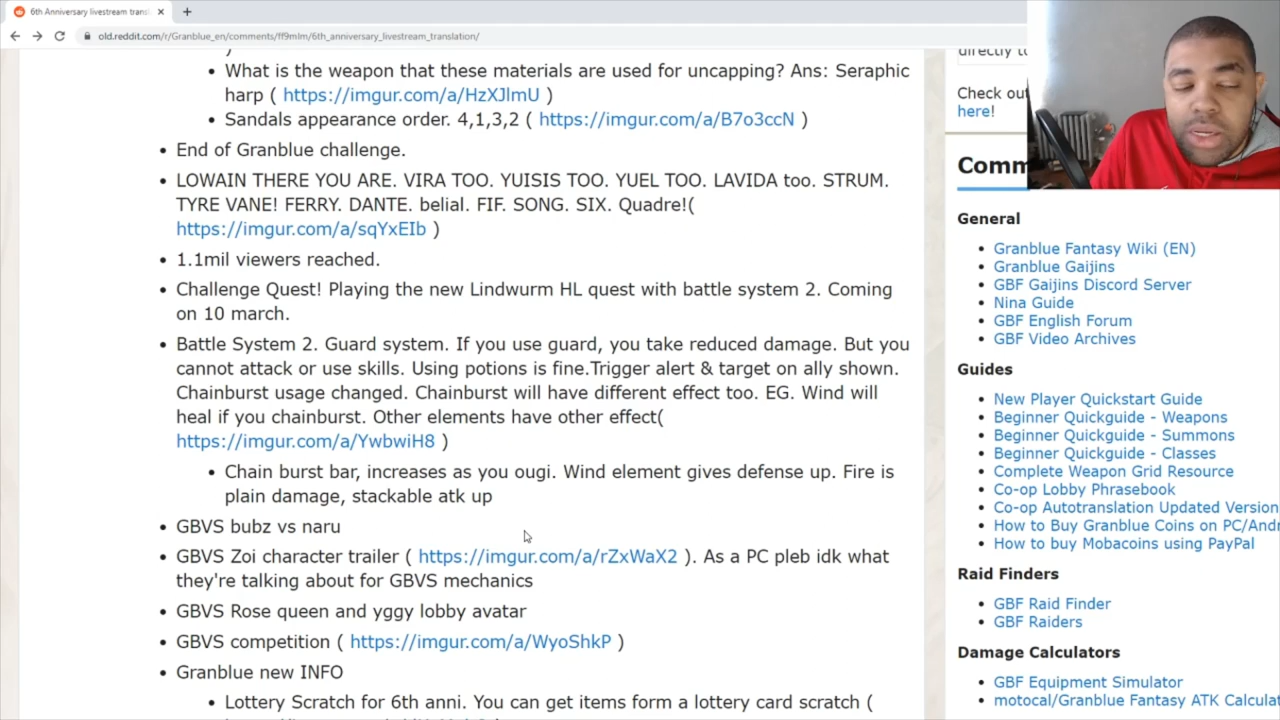 6th Anniversary livestream transl
old.reddit.com/r/Granblue_en/comments/ff9mlm/6th_anniversary_livestream_translation/
)
• What is the weapon that these materials are used for uncapping? Ans: Seraphic
harp ( https://imgur.com/a/HzXJlmU )
• Sandals appearance order. 4,1,3,2 ( https://imgur.com/a/B7o3ccN )
• End of Granblue challenge.
• LOWAIN THERE YOU ARE. VIRA TOO. YUISIS TOO. YUEL TOO. LAVIDA too. STRUM.
TYRE VANE! FERRY. DANTE. belial. FIF. SONG. SIX. Quadre!(
https://imgur.com/a/sqYxEIb )
• 1.1mil viewers reached.
• Challenge Quest! Playing the new Lindwurm HL quest with battle system 2. Coming
on 10 march.
• Battle System 2. Guard system. If you use guard, you take reduced damage. But you
cannot attack or use skills. Using potions is fine.Trigger alert & target on ally shown.
Chainburst usage changed. Chainburst will have different effect too. EG. Wind will
heal if you chainburst. Other elements have other effect(
https://imgur.com/a/YwbwiH8 )
• Chain burst bar, increases as you ougi. Wind element gives defense up. Fire is
plain damage, stackable atk up
• GBVS bubz vs naru
• GBVS Zoi character trailer ( https://imgur.com/a/rZxWaX2 ). As a PC pleb idk what
they're talking about for GBVS mechanics
• GBVS Rose queen and yggy lobby avatar
• GBVS competition ( https://imgur.com/a/WyoShkP )
• Granblue new INFO
• Lottery Scratch for 6th anni. You can get items form a lottery card scratch (
directly to
Check out
here!
Comm
General
• Granblue Fantasy Wiki (EN)
• Granblue Gaijins
• GBF Gaijins Discord Server
• Nina Guide
• GBF English Forum
• GBF Video Archives
Guides
• New Player Quickstart Guide
• Beginner Quickguide - Weapons
• Beginner Quickguide - Summons
• Beginner Quickguide - Classes
• Complete Weapon Grid Resource
• Co-op Lobby Phrasebook
• Co-op Autotranslation Updated Version
• How to Buy Granblue Coins on PC/Andr
• How to buy Mobacoins using PayPal
Raid Finders
• GBF Raid Finder
• GBF Raiders
Damage Calculators
• GBF Equipment Simulator
• motocal/Granblue Fantasy ATK Calcula